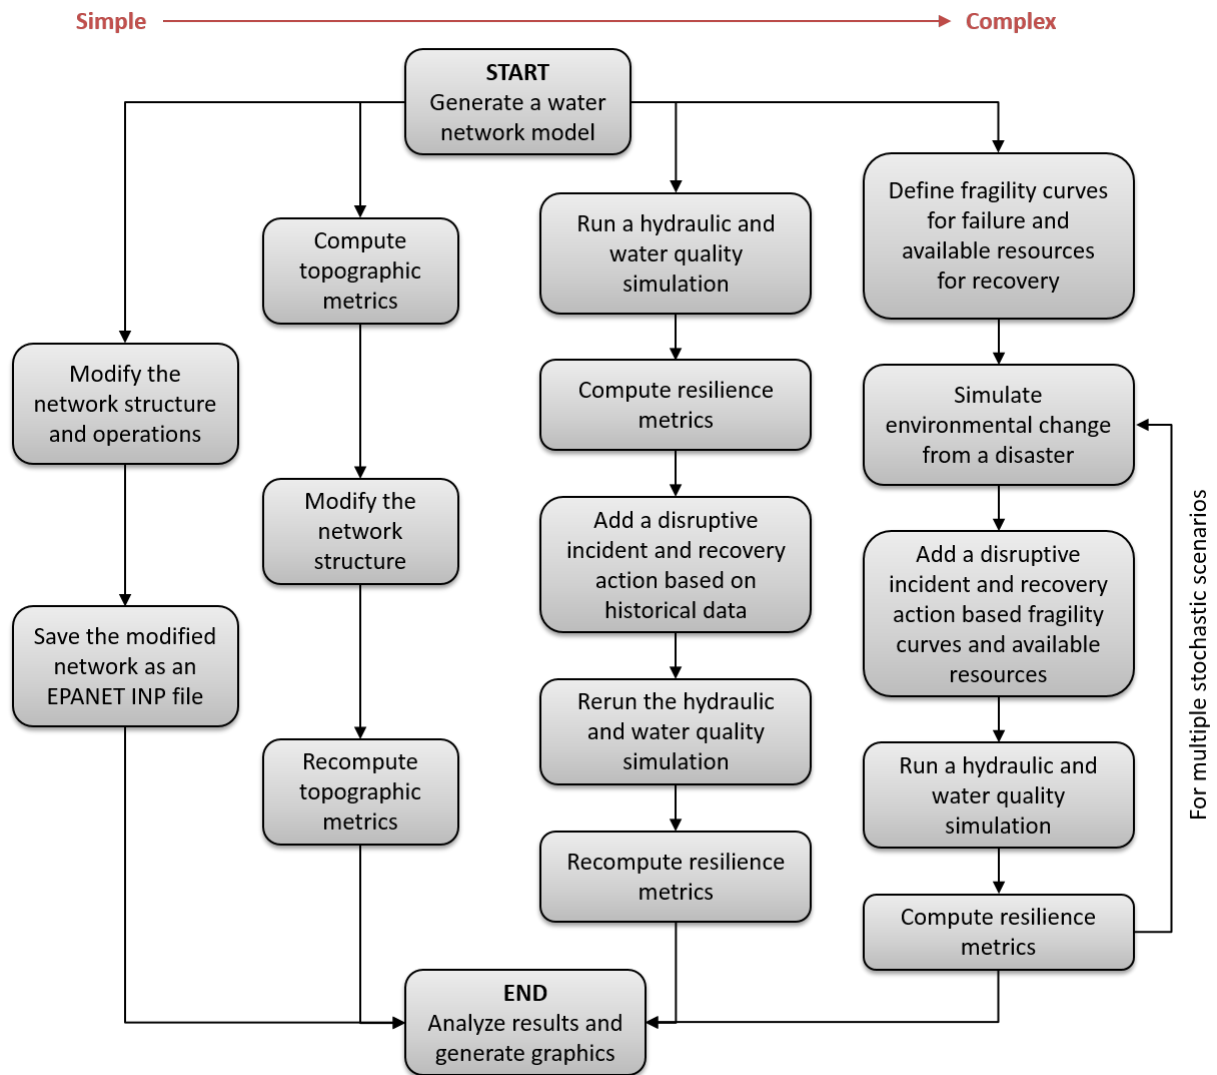 Simple
Complex
START
Generate a water
network model
Modify the
network structure
and operations
Save the modified
network as an
EPANET INP file
Compute
topographic
metrics
Modify the
network
structure
Recompute
topographic
metrics
Run a hydraulic and
water quality
simulation
Compute resilience
metrics
Add a disruptive
incident and recovery
action based on
historical data
Rerun the hydraulic
and water quality
simulation
Recompute resilience
metrics
Define fragility curves
for failure and
available resources
for recovery
Simulate
environmental change
from a disaster
Add a disruptive
incident and recovery
action based fragility
curves and available
resources
Run a hydraulic and
water quality
simulation
Compute resilience
metrics
For multiple stochastic scenarios
END
Analyze results and
generate graphics